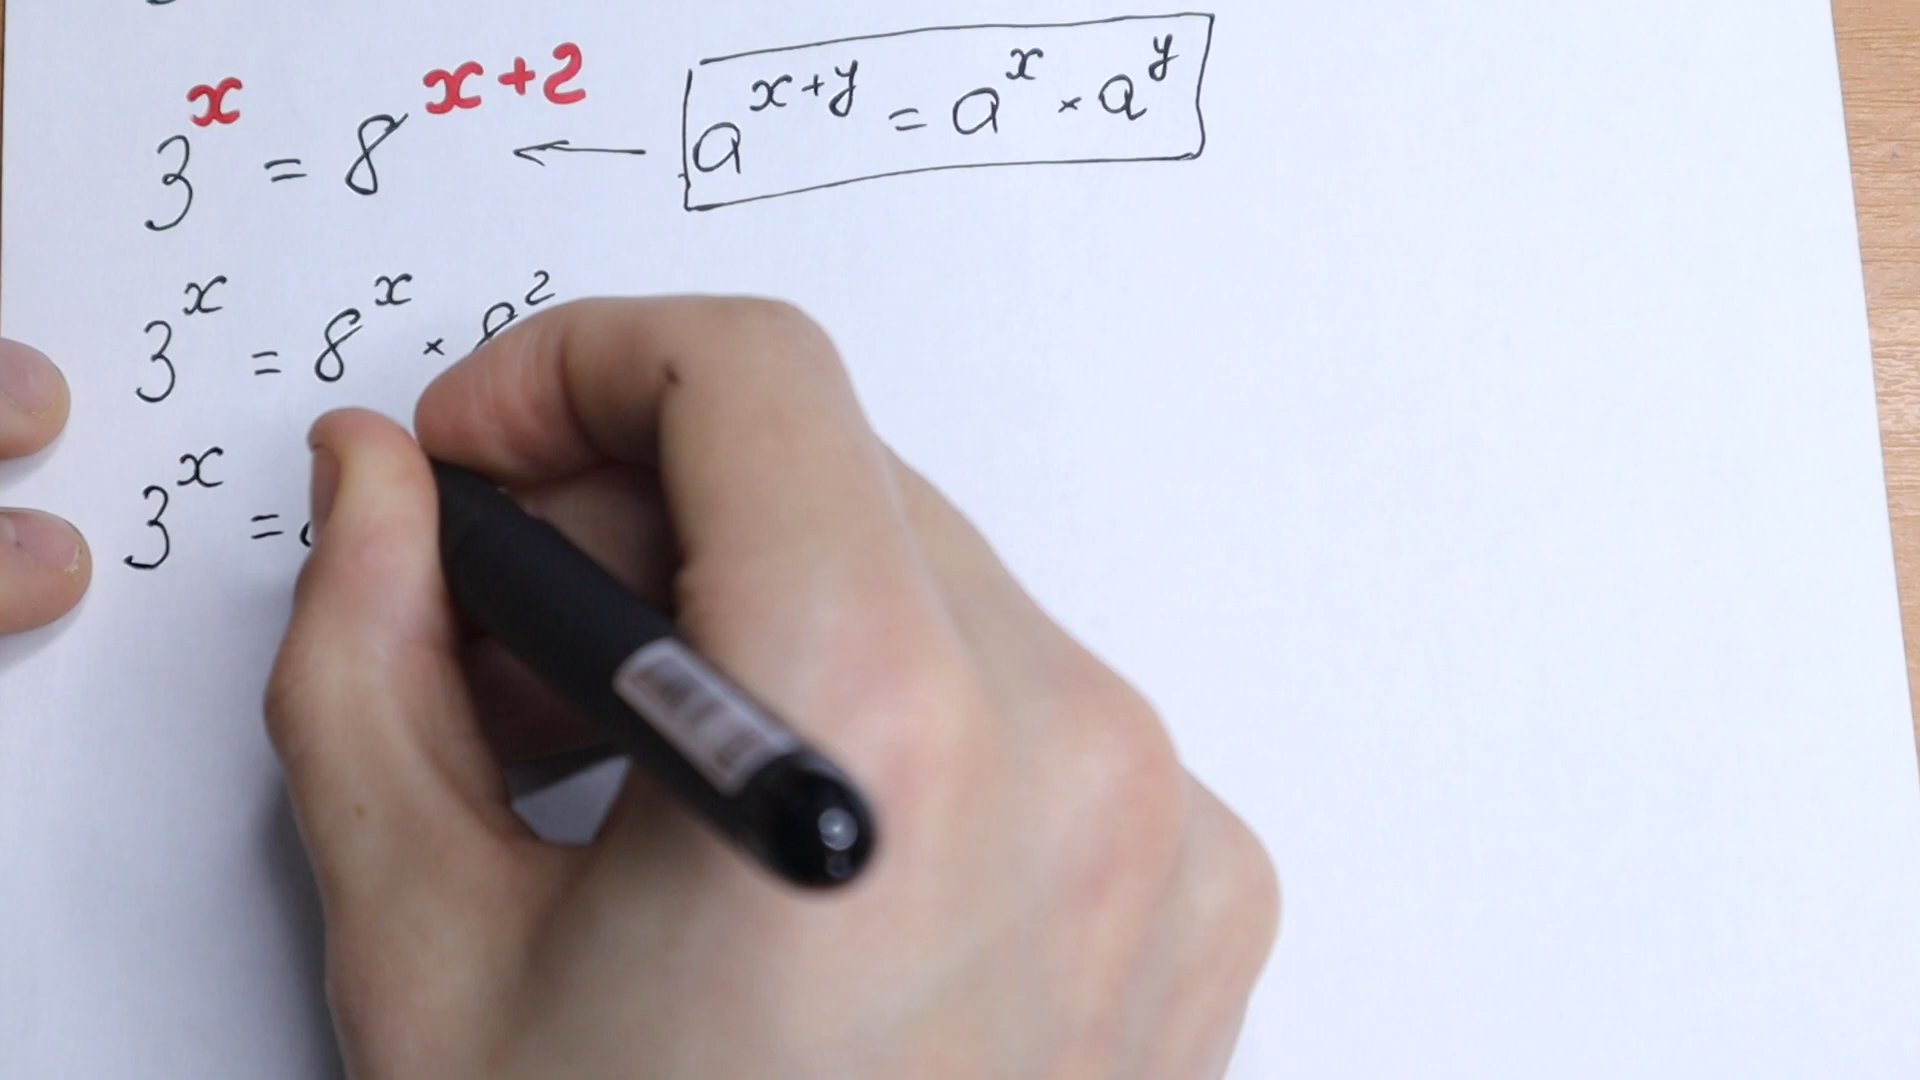 3^x = 8^(x+2) ← a^(x+y) = a^x × a^y
3^x = 8^x × 8^2
3^x =